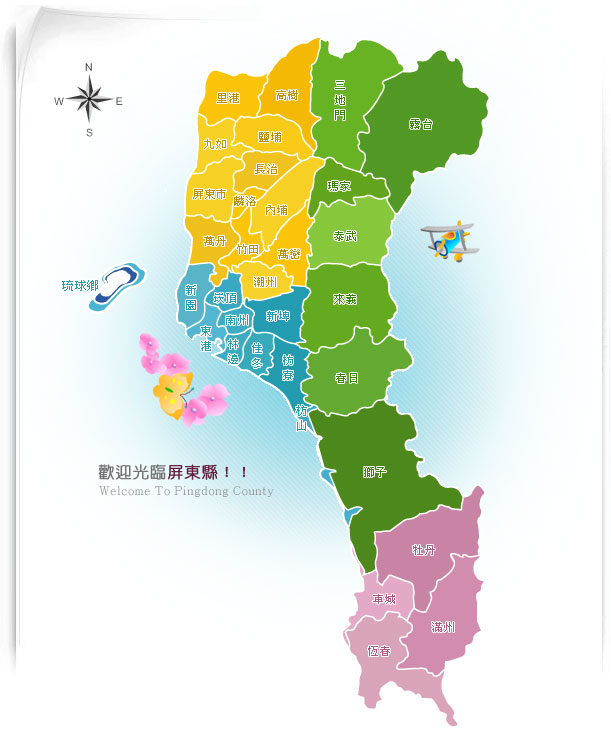 N
W
E
S
三地門
霧台
里港
高樹
九如
鹽埔
長治
瑪家
屏東市
麟洛
內埔
泰武
萬丹
竹田
萬巒
琉球鄉
潮州
新園
崁頂
來義
南州
新埤
東港
林邊
佳冬
枋寮
春日
枋山
歡迎光臨屏東縣！！
Welcome To Pingdong County
獅子
牡丹
車城
滿州
恆春